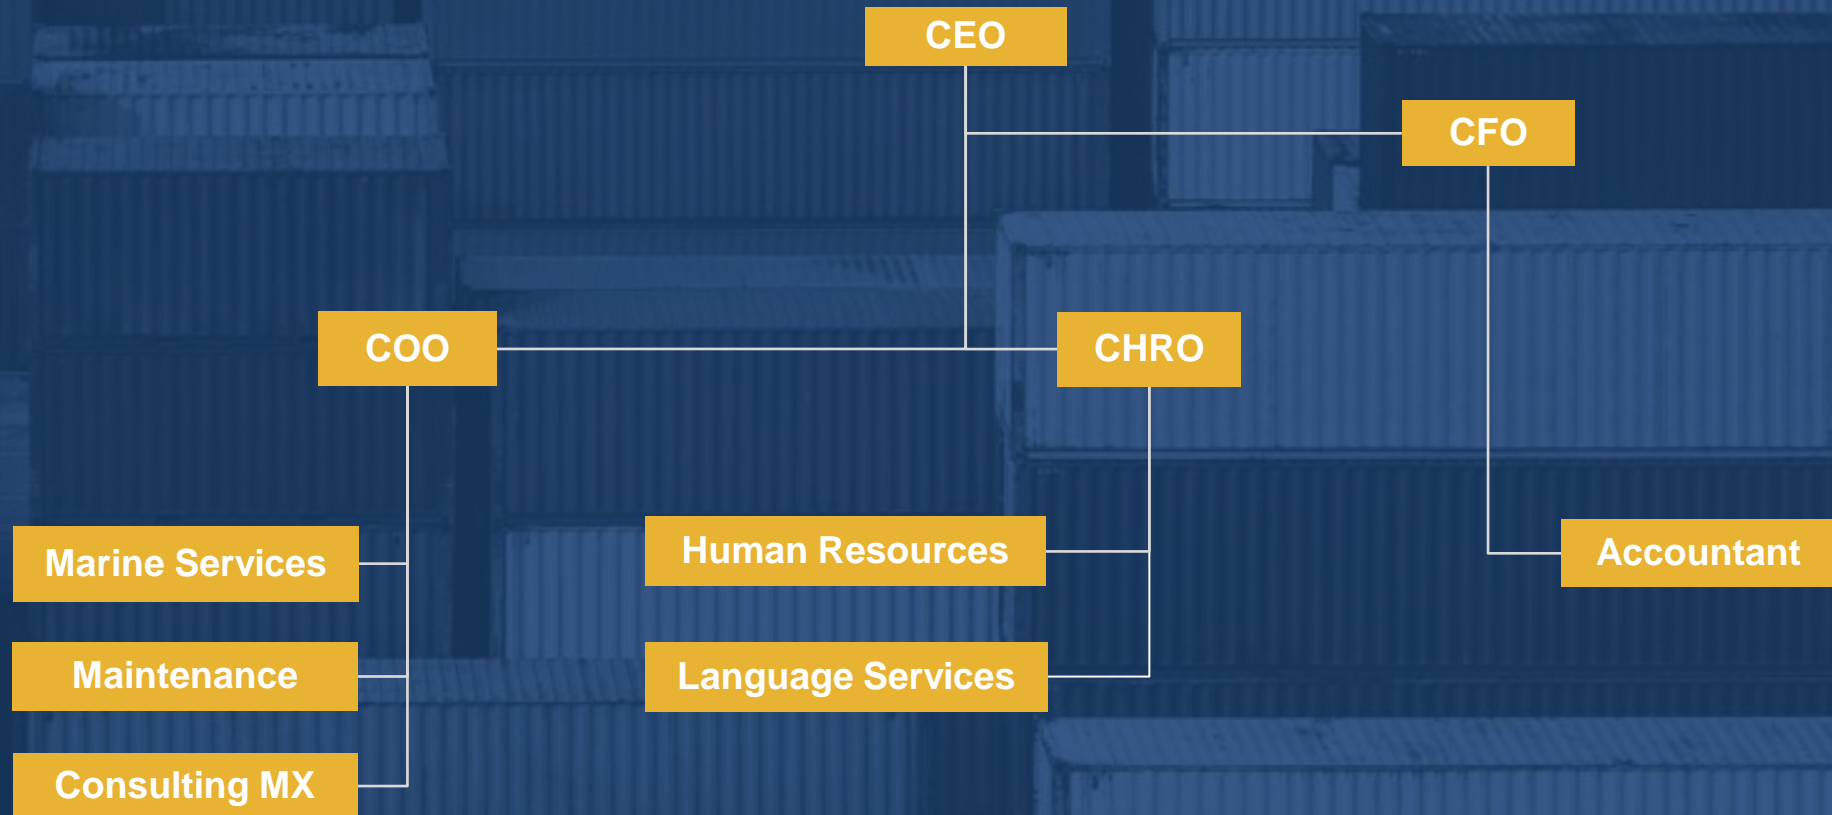 CEO
CFO
COO
CHRO
Marine Services
Human Resources
Accountant
Maintenance
Language Services
Consulting MX